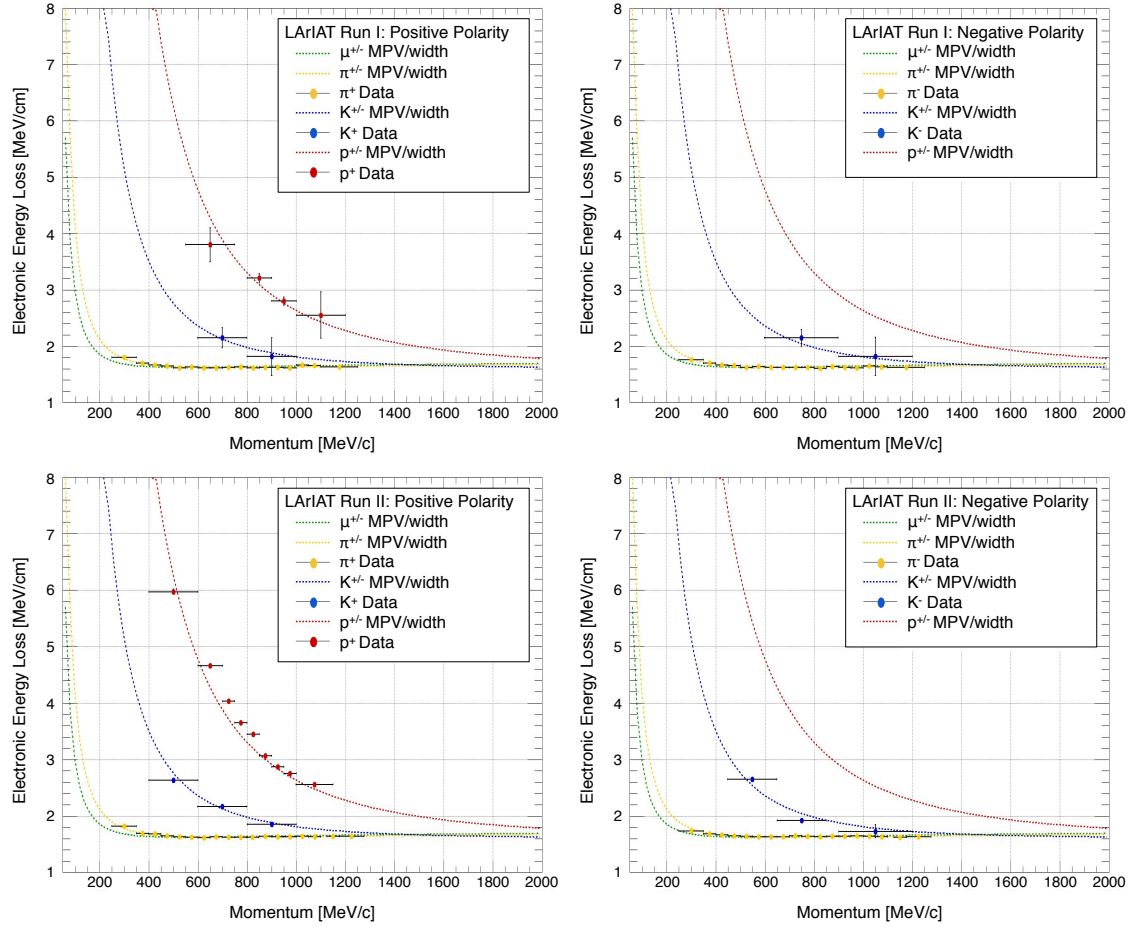 LArIAT Run I: Positive Polarity
μ+/- MPV/width
π+/- MPV/width
π+ Data
K+/- MPV/width
K+ Data
p+/- MPV/width
p+ Data
Electronic Energy Loss [MeV/cm]
8
7
6
5
4
3
2
1
200 400 600 800 1000 1200 1400 1600 1800 2000
Momentum [MeV/c]
LArIAT Run I: Negative Polarity
μ+/- MPV/width
π+/- MPV/width
π- Data
K+/- MPV/width
K- Data
p+/- MPV/width
Electronic Energy Loss [MeV/cm]
8
7
6
5
4
3
2
1
200 400 600 800 1000 1200 1400 1600 1800 2000
Momentum [MeV/c]
LArIAT Run II: Positive Polarity
μ+/- MPV/width
π+/- MPV/width
π+ Data
K+/- MPV/width
K+ Data
p+/- MPV/width
p+ Data
Electronic Energy Loss [MeV/cm]
8
7
6
5
4
3
2
1
200 400 600 800 1000 1200 1400 1600 1800 2000
Momentum [MeV/c]
LArIAT Run II: Negative Polarity
μ+/- MPV/width
π+/- MPV/width
π- Data
K+/- MPV/width
K- Data
p+/- MPV/width
Electronic Energy Loss [MeV/cm]
8
7
6
5
4
3
2
1
200 400 600 800 1000 1200 1400 1600 1800 2000
Momentum [MeV/c]